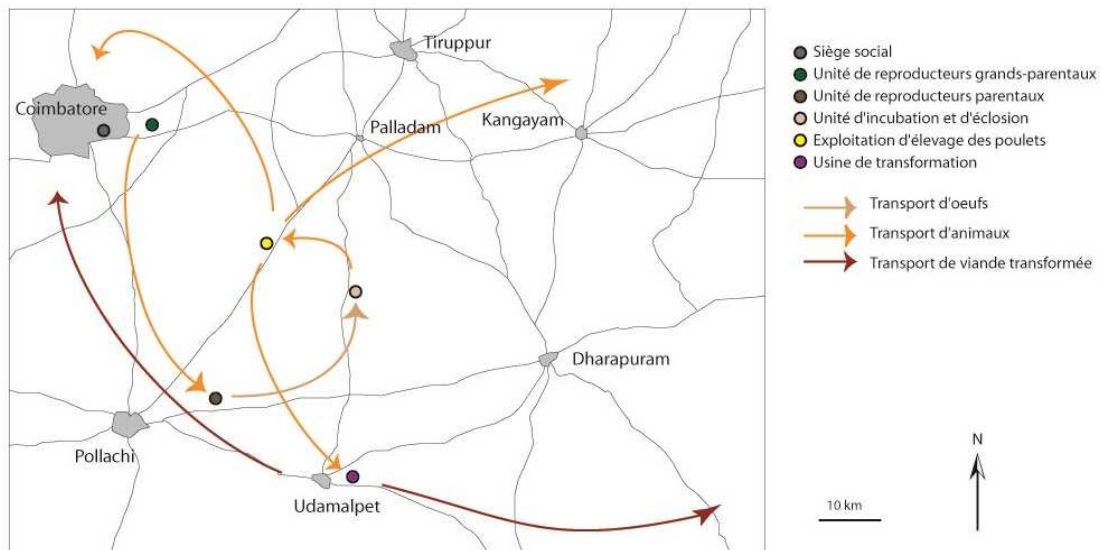 Tiruppur
Coimbatore
Palladam
Kangayam
Dharapuram
Pollachi
Udamalpet
Siège social
Unité de reproducteurs grands-parentaux
Unité de reproducteurs parentaux
Unité d'incubation et d'éclosion
Exploitation d'élevage des poulets
Usine de transformation
Transport d'oeufs
Transport d'animaux
Transport de viande transformée
N
10 km